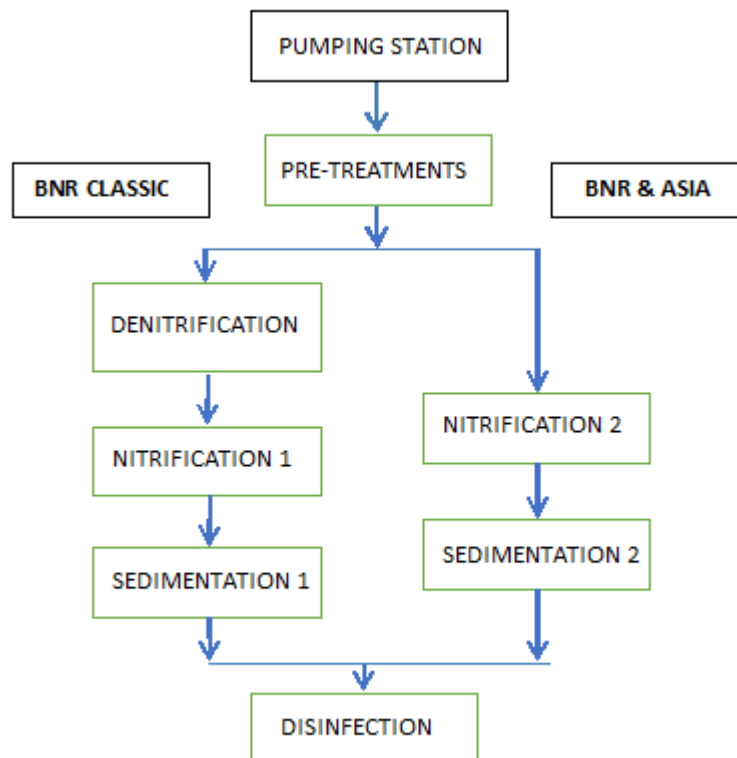 PUMPING STATION
PRE-TREATMENTS
BNR CLASSIC
BNR & ASIA
DENITRIFICATION
NITRIFICATION 1
NITRIFICATION 2
SEDIMENTATION 1
SEDIMENTATION 2
DISINFECTION